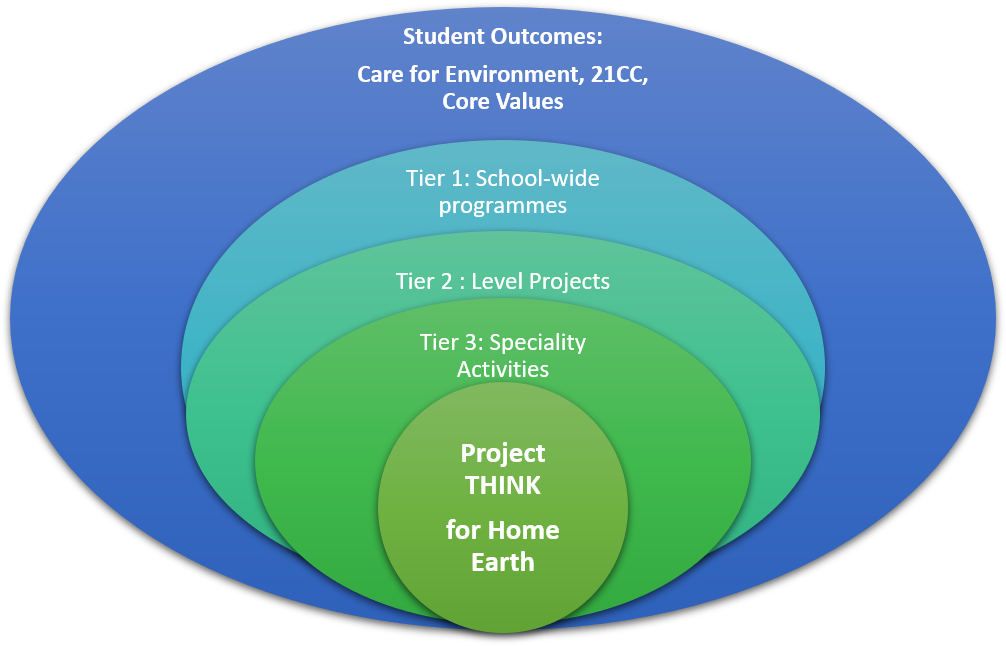 Student Outcomes:
Care for Environment, 21CC,
Core Values
Tier 1: School-wide
programmes
Tier 2 : Level Projects
Tier 3: Speciality
Activities
Project
THINK
for Home
Earth